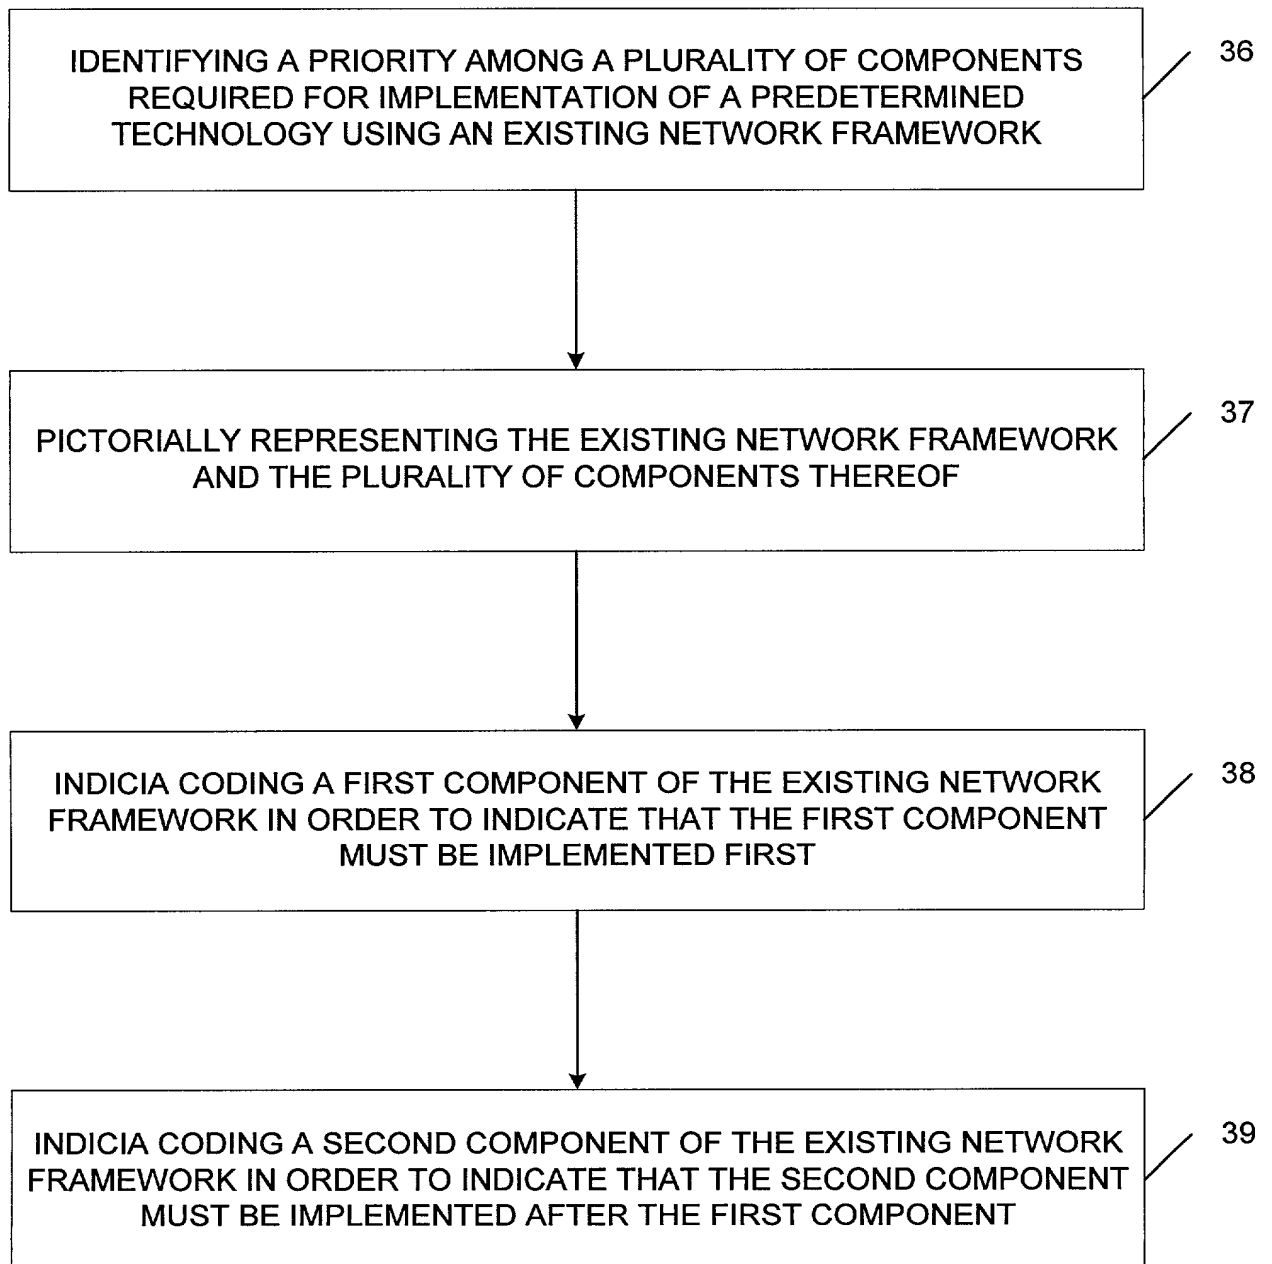 IDENTIFYING A PRIORITY AMONG A PLURALITY OF COMPONENTS
REQUIRED FOR IMPLEMENTATION OF A PREDETERMINED
TECHNOLOGY USING AN EXISTING NETWORK FRAMEWORK
36
PICTORIALLY REPRESENTING THE EXISTING NETWORK FRAMEWORK
AND THE PLURALITY OF COMPONENTS THEREOF
37
INDICIA CODING A FIRST COMPONENT OF THE EXISTING NETWORK
FRAMEWORK IN ORDER TO INDICATE THAT THE FIRST COMPONENT
MUST BE IMPLEMENTED FIRST
38
INDICIA CODING A SECOND COMPONENT OF THE EXISTING NETWORK
FRAMEWORK IN ORDER TO INDICATE THAT THE SECOND COMPONENT
MUST BE IMPLEMENTED AFTER THE FIRST COMPONENT
39